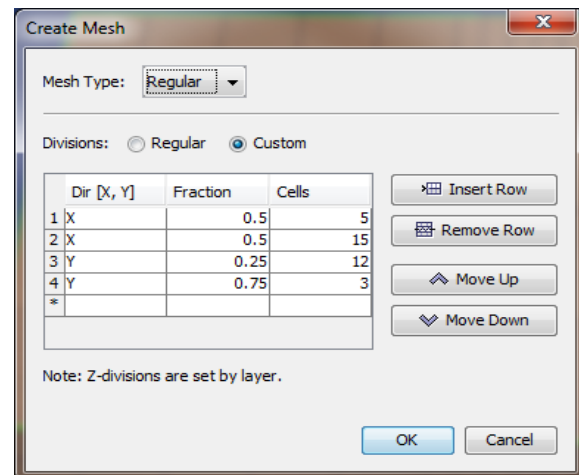 Create Mesh
Mesh Type: Regular
Divisions: Regular Custom
Dir [X, Y] Fraction Cells
1 X 0.5 5
2 X 0.5 15
3 Y 0.25 12
4 Y 0.75 3
*
Insert Row
Remove Row
Move Up
Move Down
Note: Z-divisions are set by layer.
OK Cancel